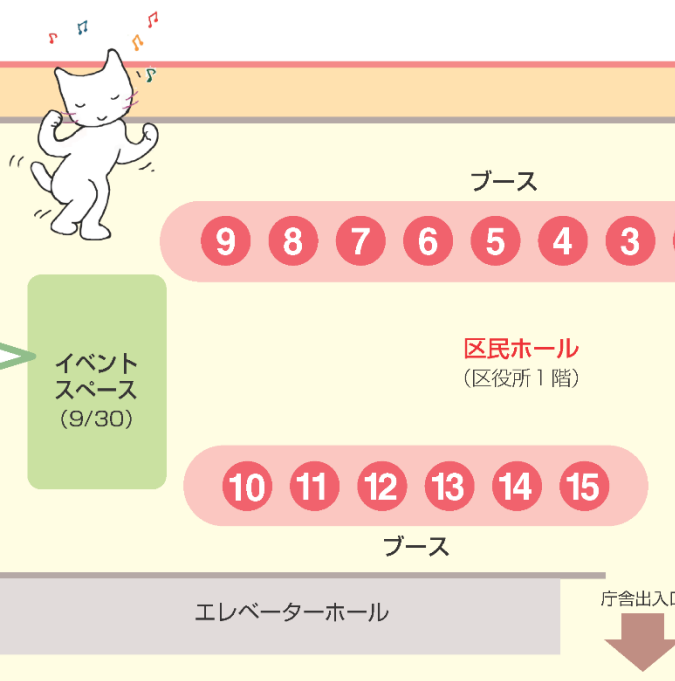 ブース
9 8 7 6 5 4 3
イベント
スペース
(9/30)
区民ホール
(区役所1階)
10 11 12 13 14 15
ブース
エレベーターホール
庁舎出入口